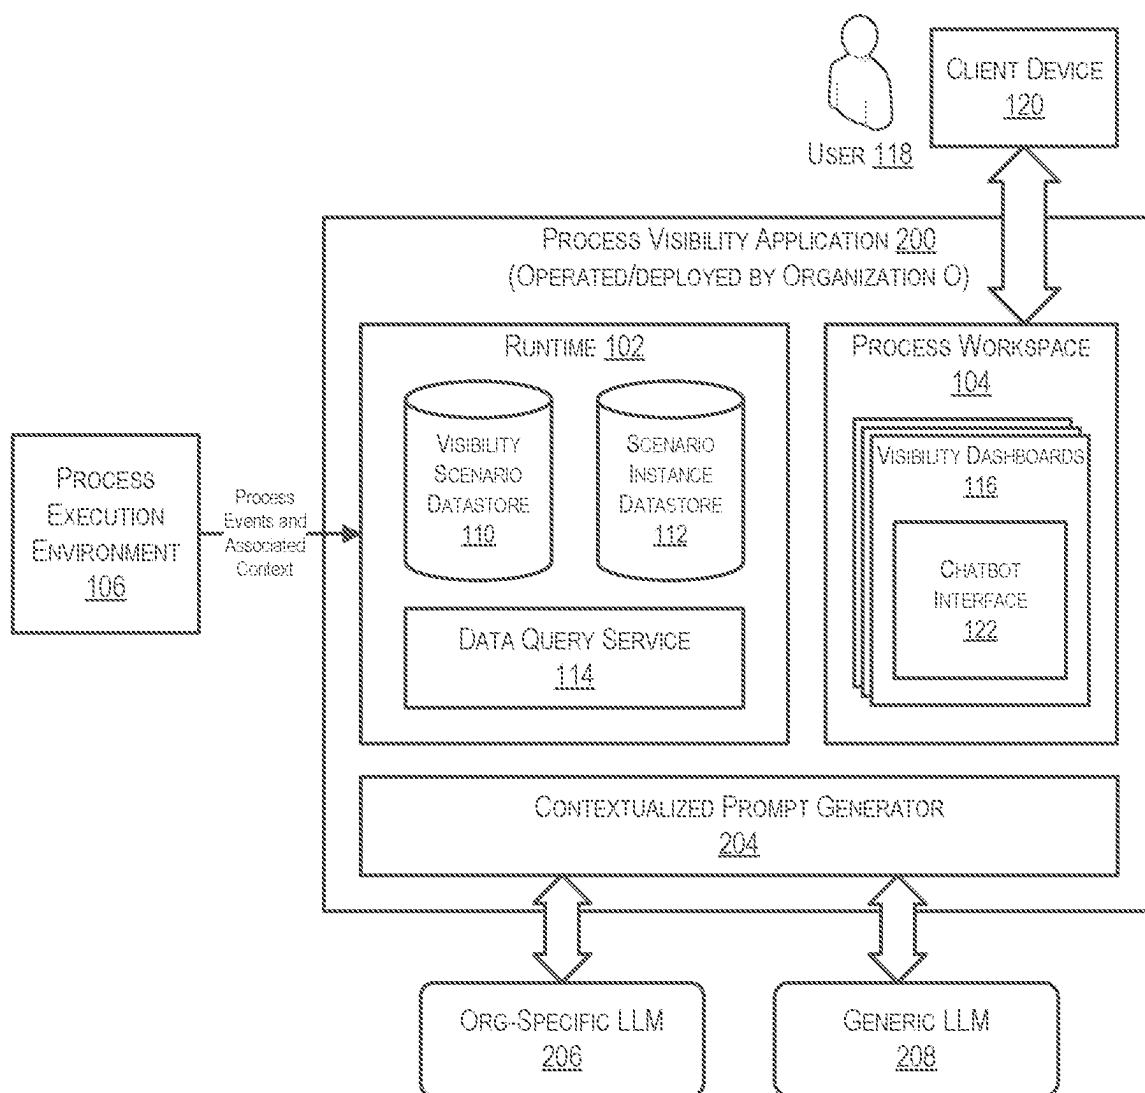 CLIENT DEVICE
120
USER 118
PROCESS VISIBILITY APPLICATION 200
(OPERATED/DEPLOYED BY ORGANIZATION O)
RUNTIME 102
VISIBILITY
SCENARIO
DATASTORE
110
SCENARIO
INSTANCE
DATASTORE
112
DATA QUERY SERVICE
114
PROCESS WORKSPACE
104
VISIBILITY DASHBOARDS
116
CHATBOT
INTERFACE
122
PROCESS
EXECUTION
ENVIRONMENT
106
Process
Events and
Associated
Context
CONTEXTUALIZED PROMPT GENERATOR
204
ORG-SPECIFIC LLM
206
GENERIC LLM
208